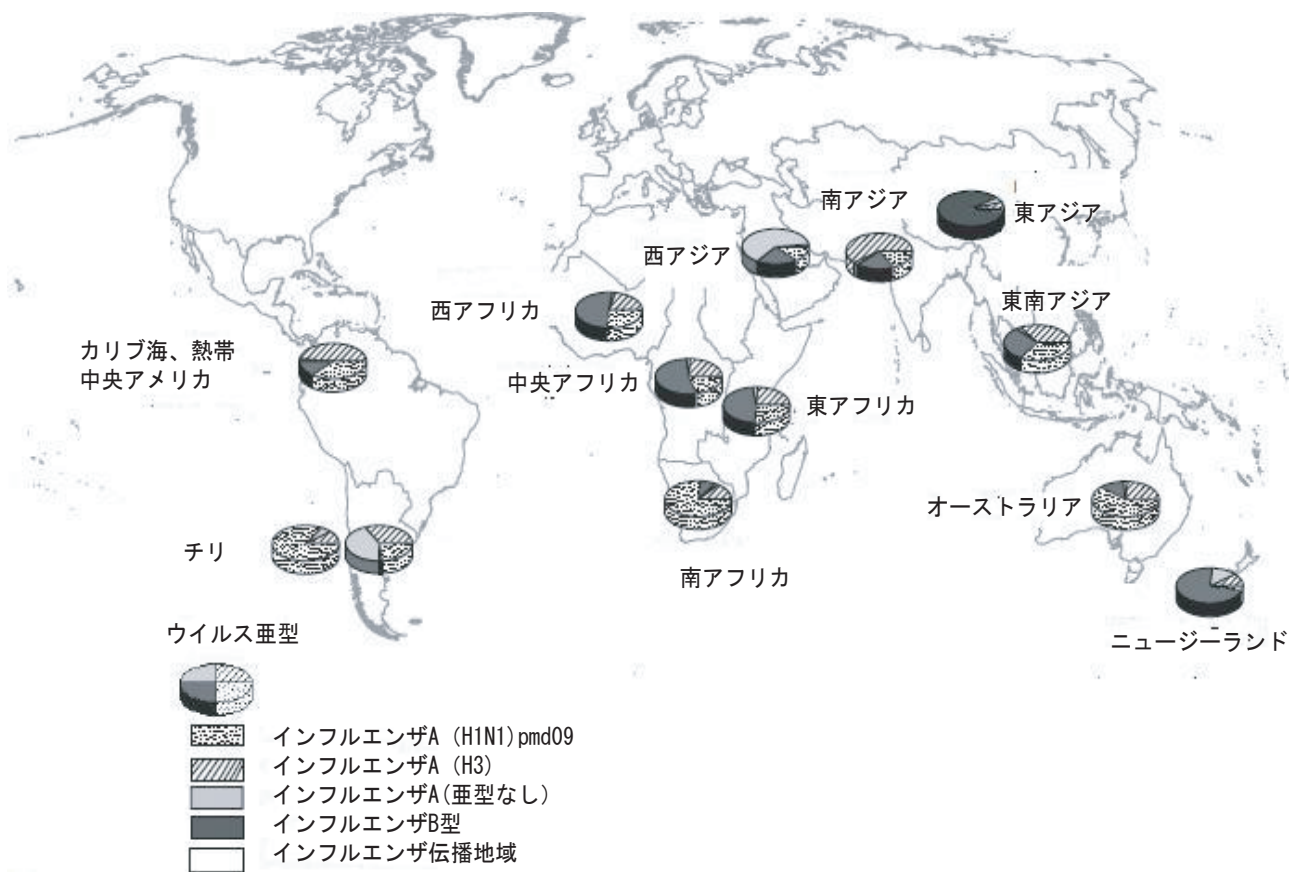 南アジア
東アジア
西アジア
東南アジア
西アフリカ
カリブ海、熱帯
中央アメリカ
中央アフリカ
東アフリカ
オーストラリア
チリ
南アフリカ
ニュージーランド
ウイルス亜型
インフルエンザA (H1N1)pmd09
インフルエンザA (H3)
インフルエンザA(亜型なし)
インフルエンザB型
インフルエンザ伝播地域